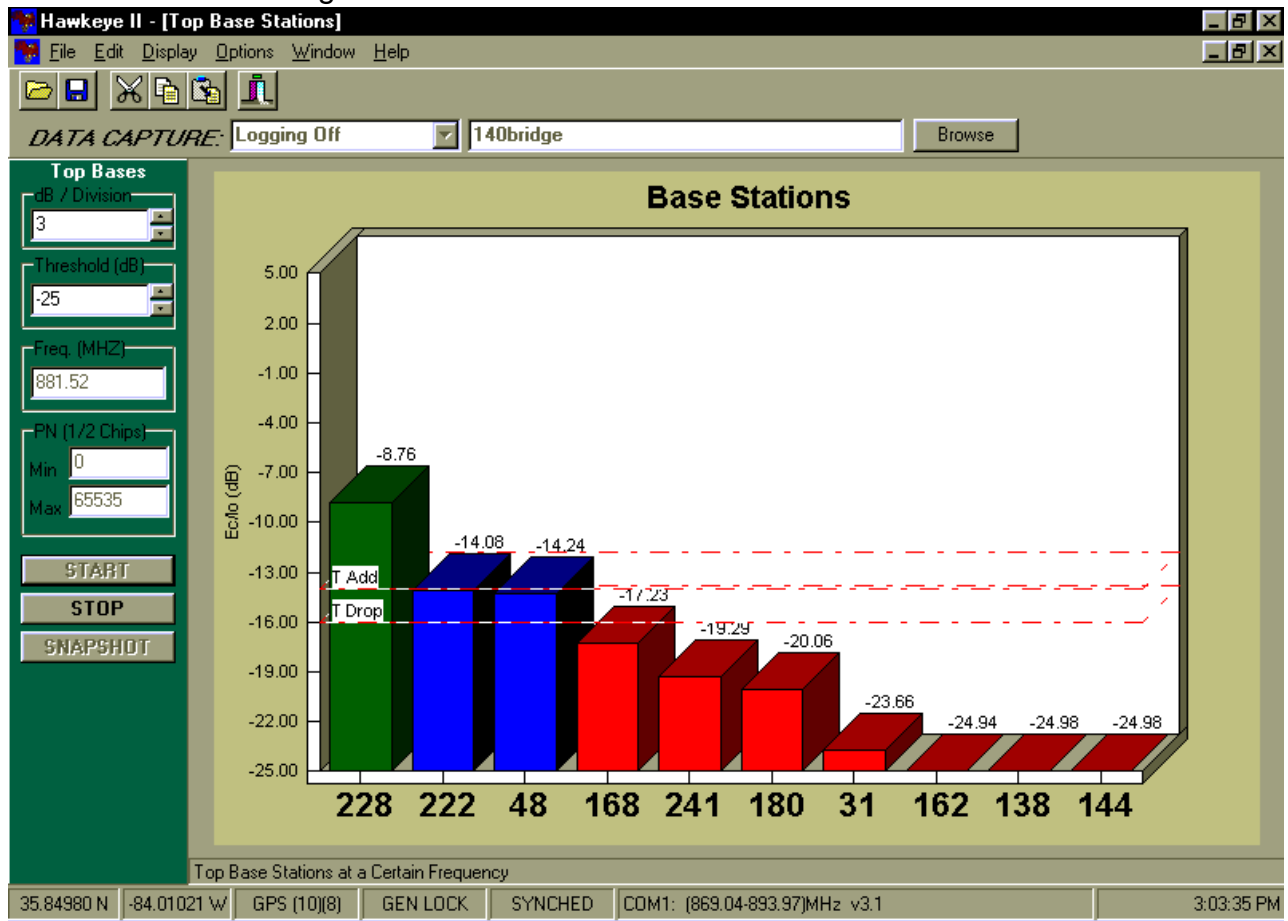 Hawkeye II - [Top Base Stations]
File Edit Display Options Window Help
DATA CAPTURE: Logging Off 140bridge Browse
Top Bases
dB / Division
3
Threshold (dB)
-25
Freq. (MHZ)
881.52
PN (1/2 Chips)
Min 0
Max 65535
START
STOP
SNAPSHOT
Base Stations
Ec/Io (dB)
5.00
2.00
-1.00
-4.00
-7.00
-10.00
-13.00
-16.00
-19.00
-22.00
-25.00
T Add
T Drop
-8.76
-14.08
-14.24
-17.23
-19.29
-20.06
-23.66
-24.94
-24.98
-24.98
228 222 48 168 241 180 31 162 138 144
Top Base Stations at a Certain Frequency
35.84980 N -84.01021 W GPS (10)(8) GEN LOCK SYNCHED COM1: (869.04-893.97)MHz v3.1 3:03:35 PM